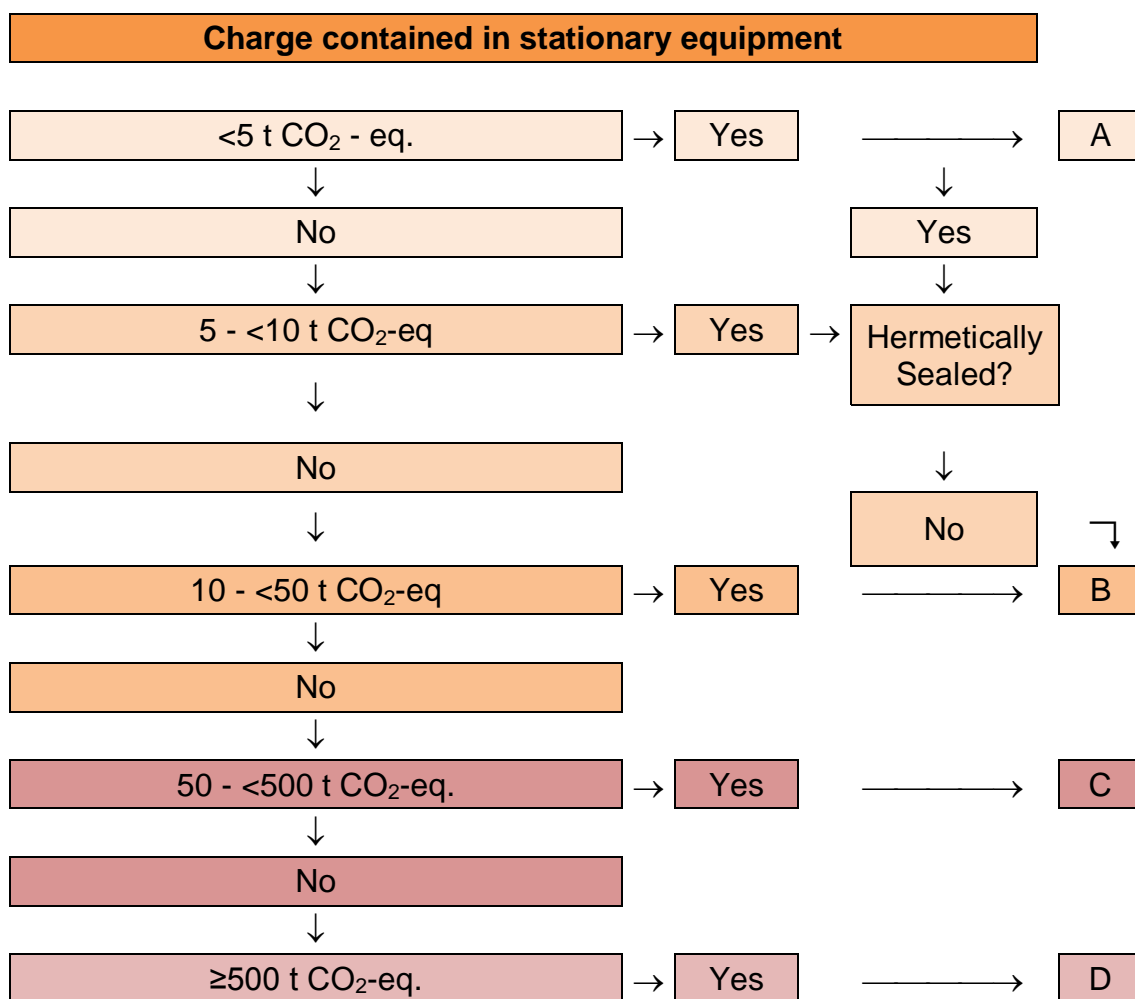 Charge contained in stationary equipment
<5 t CO₂ - eq. → Yes → A
↓ ↓
No Yes
↓ ↓
5 - <10 t CO₂-eq → Yes → Hermetically
Sealed?
↓
No ↓
↓ No
10 - <50 t CO₂-eq → Yes → B
↓
No
↓
50 - <500 t CO₂-eq. → Yes → C
↓
No
↓
≥500 t CO₂-eq. → Yes → D